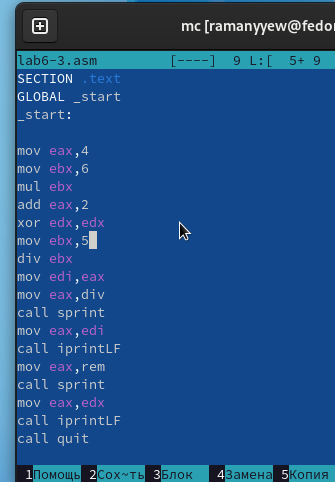 mc [ramanyyew@fedo
lab6-3.asm [----] 9 L:[ 5+ 9
SECTION .text
GLOBAL _start
_start:
mov eax,4
mov ebx,6
mul ebx
add eax,2
xor edx,edx
mov ebx,5
div ebx
mov edi,eax
mov eax,div
call sprint
mov eax,edi
call iprintLF
mov eax,rem
call sprint
mov eax,edx
call iprintLF
call quit
1Помощь 2Сох~ть 3Блок 4Замена 5Копия